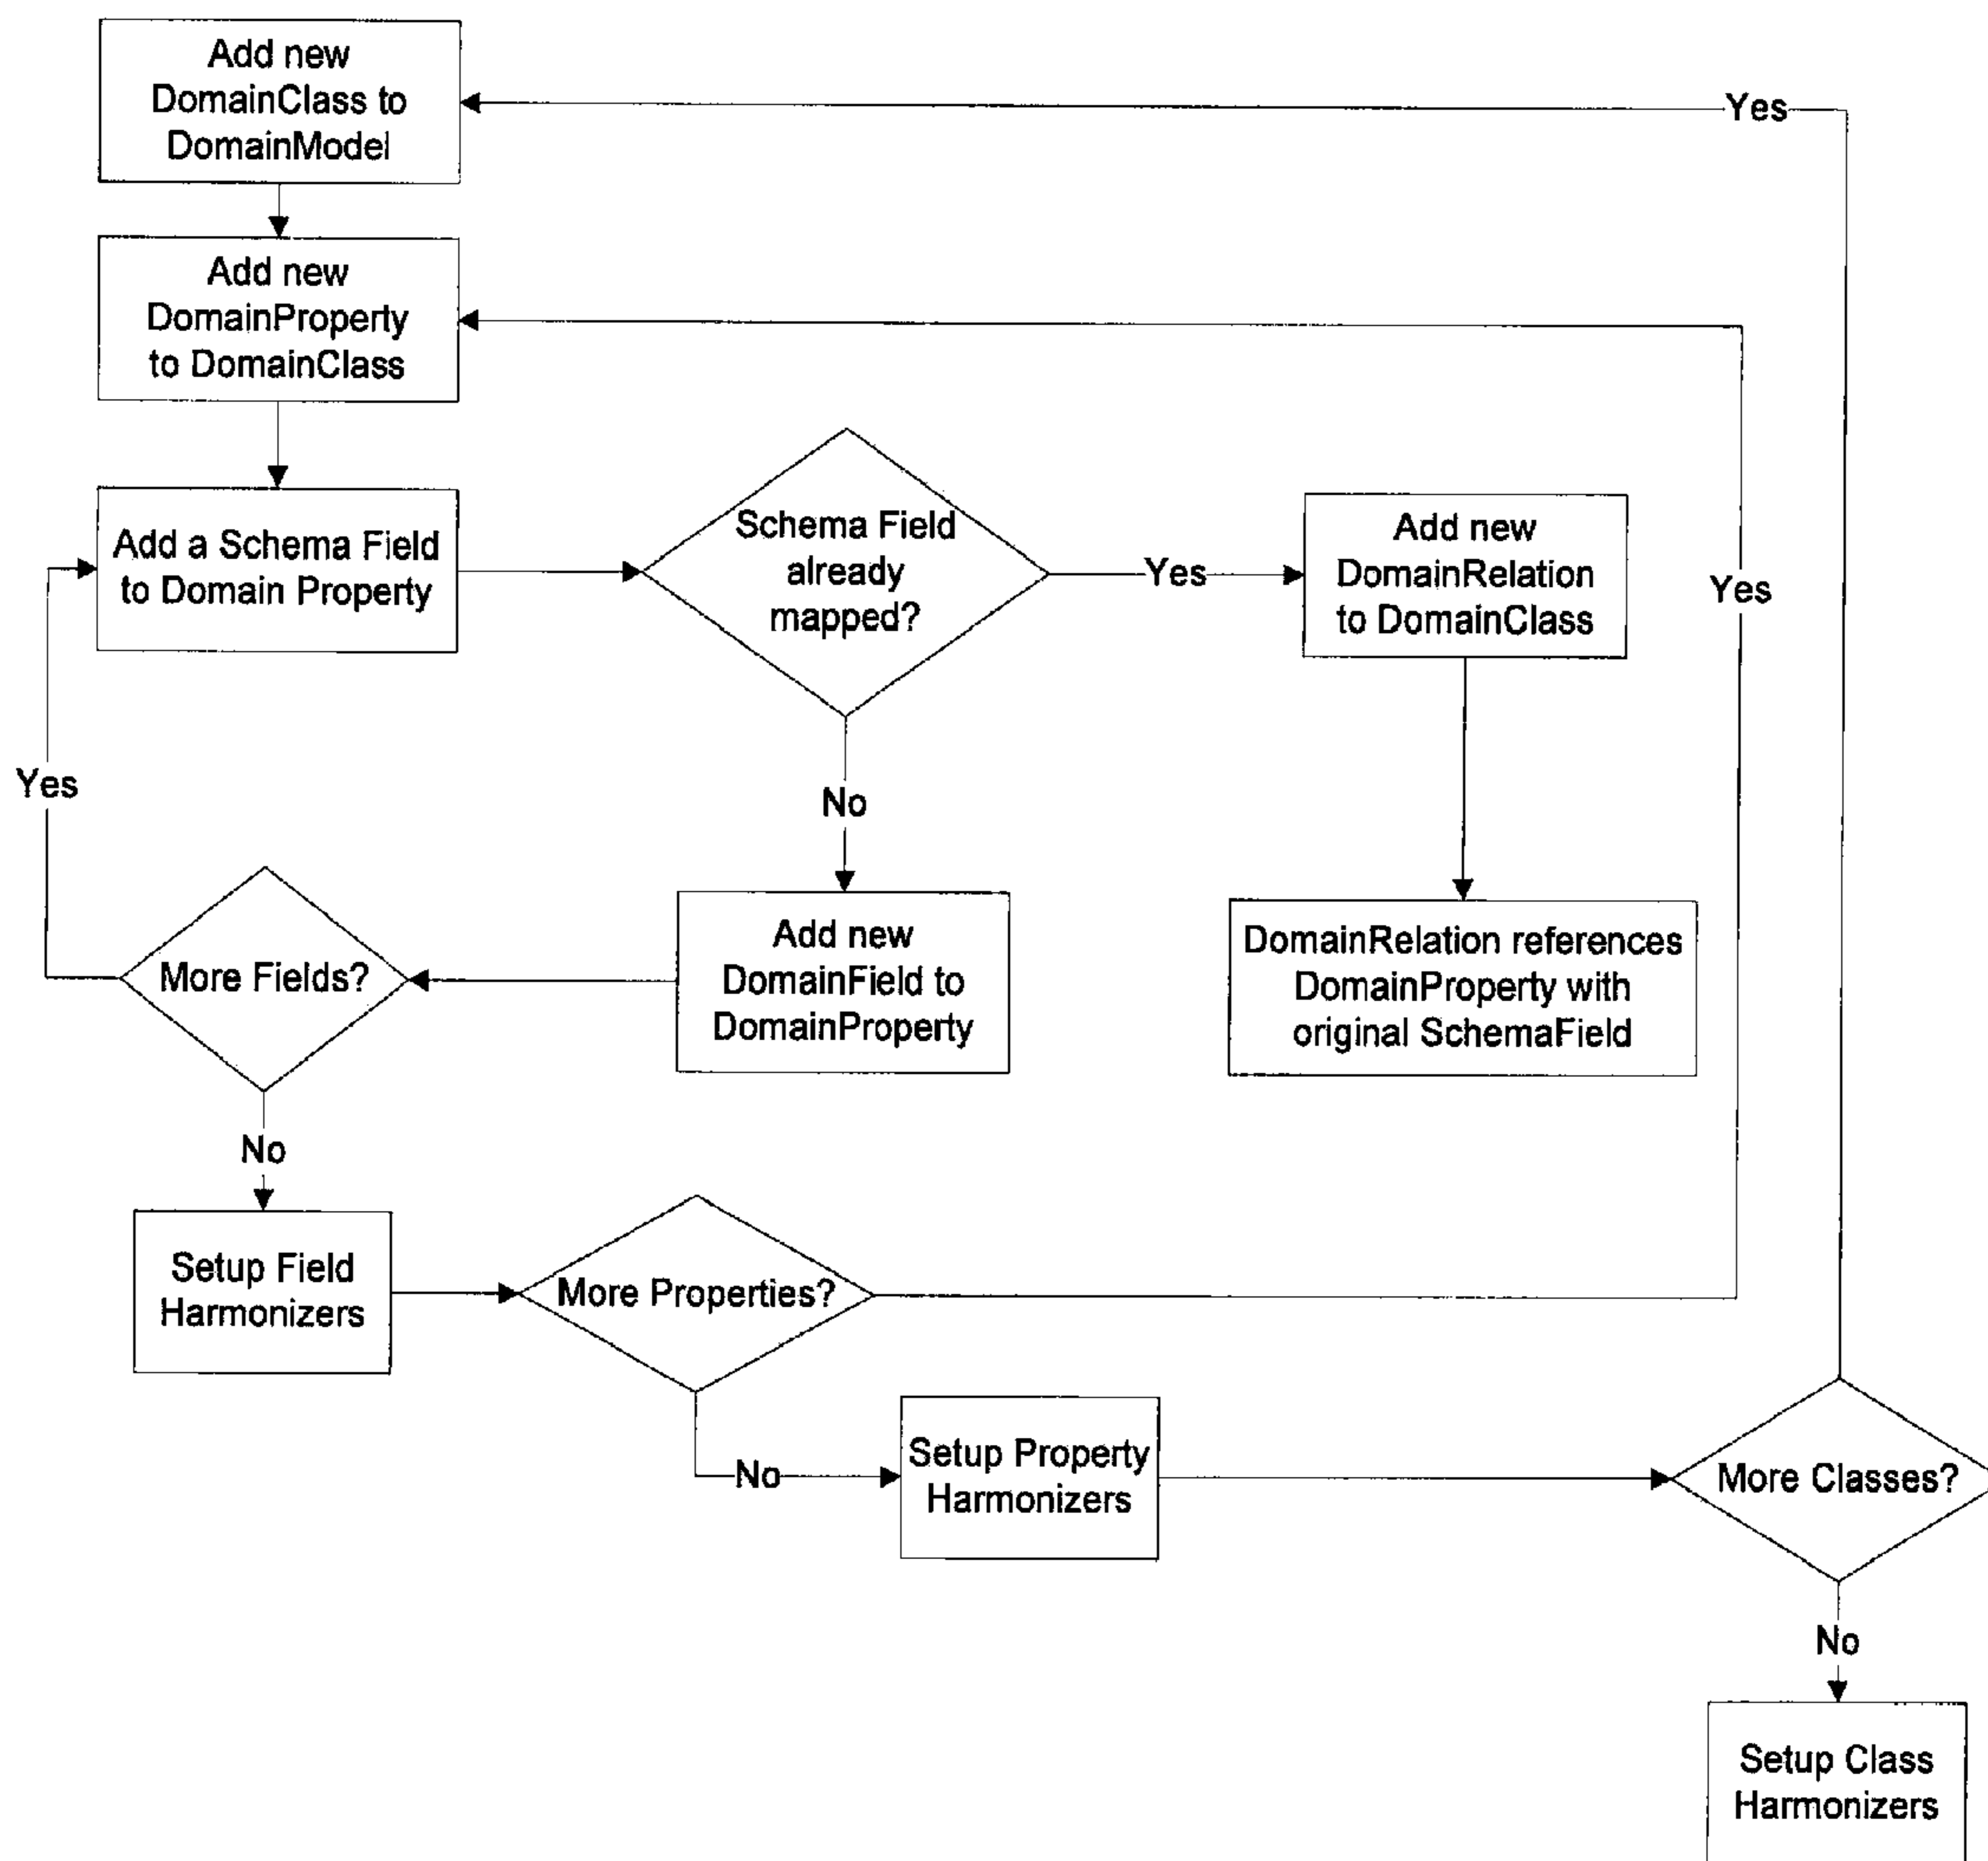 Add new
DomainClass to
DomainModel
Yes
Add new
DomainProperty
to DomainClass
Add a Schema Field
to Domain Property
Schema Field
already
mapped?
Yes
Add new
DomainRelation
to DomainClass
Yes
Yes
No
More Fields?
Add new
DomainField to
DomainProperty
DomainRelation references
DomainProperty with
original SchemaField
No
Setup Field
Harmonizers
More Properties?
No
Setup Property
Harmonizers
More Classes?
No
Setup Class
Harmonizers